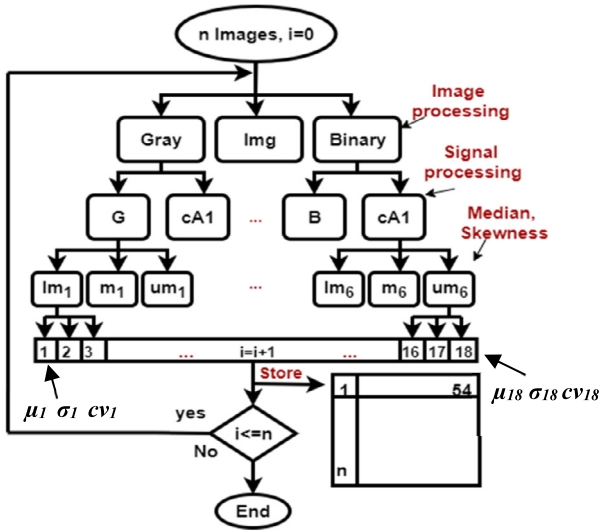 n Images, i=0
Image
processing
Gray
Img
Binary
Signal
processing
G
cA1
...
B
cA1
Median,
Skewness
lm1
m1
um1
...
lm6
m6
um6
1 2 3 ... i=i+1 ... 16 17 18
Store
μ1 σ1 cv1
μ18 σ18 cv18
1 54
yes
i<=n
No
n
End